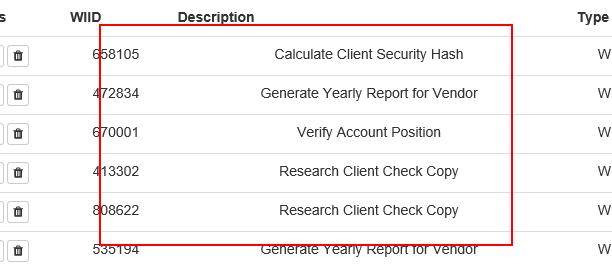 s WIID Description Type
658105 Calculate Client Security Hash W
472834 Generate Yearly Report for Vendor W
670001 Verify Account Position W
413302 Research Client Check Copy W
808622 Research Client Check Copy W
535194 Generate Yearly Report for Vendor W